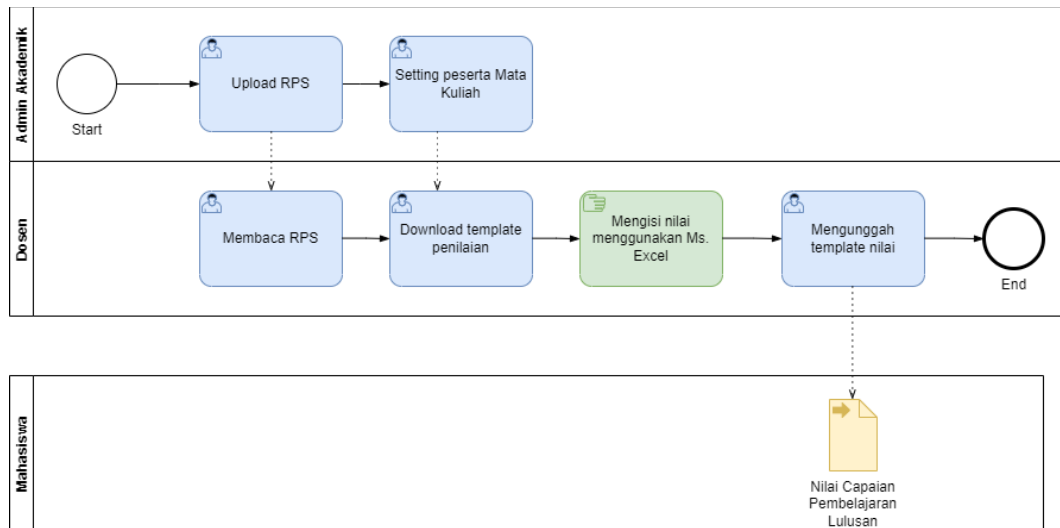 Admin Akademik
Start
Upload RPS
Setting peserta Mata
Kuliah
Dosen
Membaca RPS
Download template
penilaian
Mengisi nilai
menggunakan Ms.
Excel
Mengunggah
template nilai
End
Mahasiswa
Nilai Capaian
Pembelajaran
Lulusan